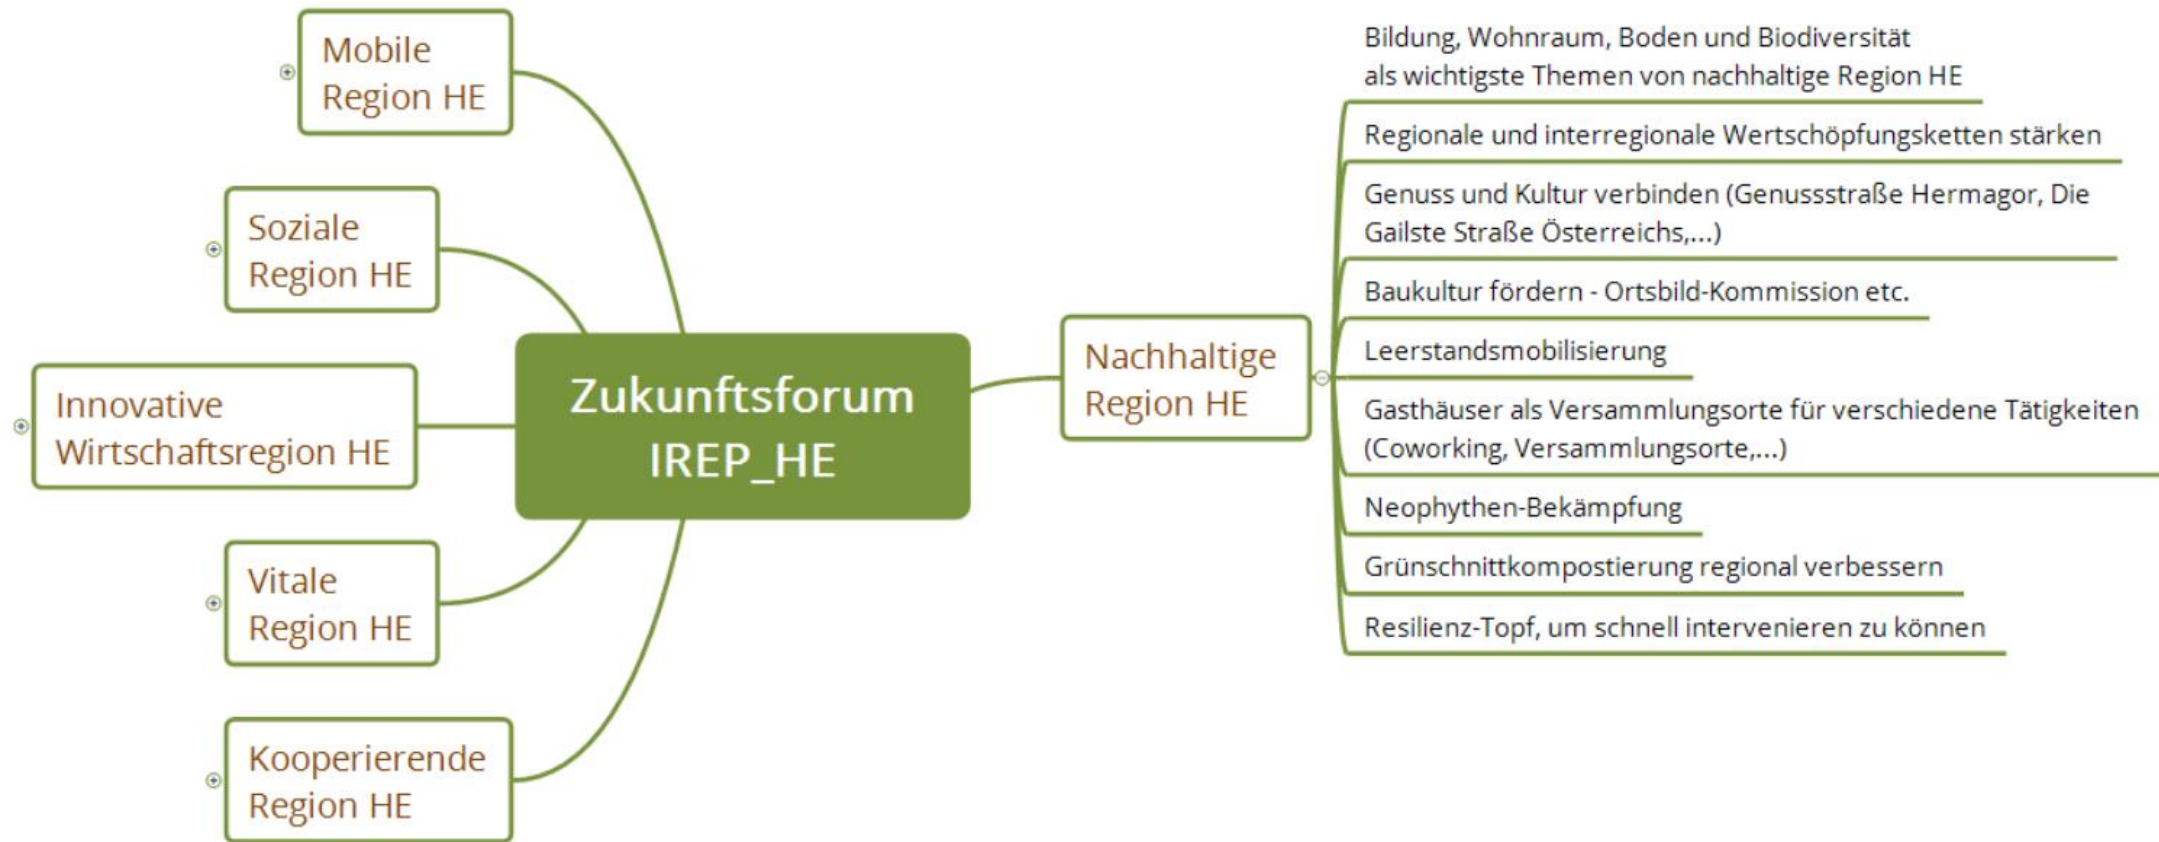 Mobile
Region HE
Soziale
Region HE
Innovative
Wirtschaftsregion HE
Vitale
Region HE
Kooperierende
Region HE
Zukunftsforum
IREP_HE
Nachhaltige
Region HE
Bildung, Wohnraum, Boden und Biodiversität
als wichtigste Themen von nachhaltige Region HE
Regionale und interregionale Wertschöpfungsketten stärken
Genuss und Kultur verbinden (Genussstraße Hermagor, Die
Gailste Straße Österreichs,...)
Baukultur fördern - Ortsbild-Kommission etc.
Leerstandsmobilisierung
Gasthäuser als Versammlungsorte für verschiedene Tätigkeiten
(Coworking, Versammlungsorte,...)
Neophythen-Bekämpfung
Grünschnittkompostierung regional verbessern
Resilienz-Topf, um schnell intervenieren zu können